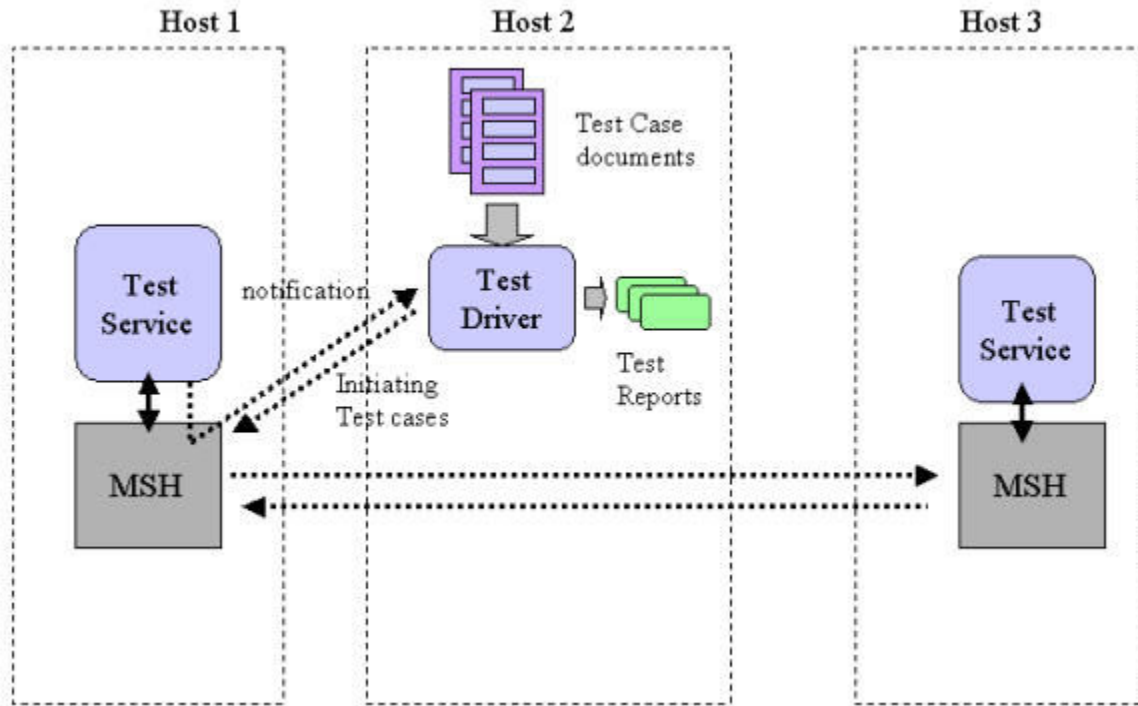 Host 1
Host 2
Host 3
Test Case
documents
Test
Service
notification
Test
Driver
Test
Service
Initiating
Test cases
Test
Reports
MSH
MSH